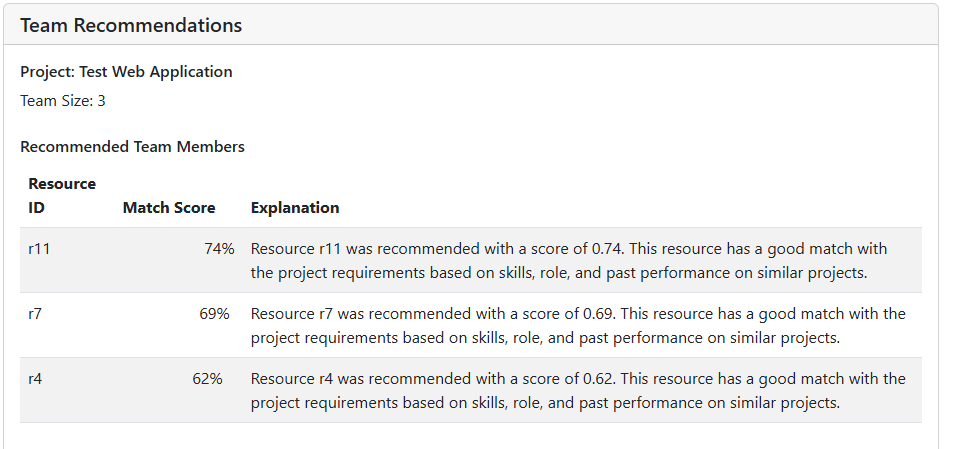 Team Recommendations
Project: Test Web Application
Team Size: 3
Recommended Team Members
Resource
ID Match Score Explanation
r11 74% Resource r11 was recommended with a score of 0.74. This resource has a good match with
the project requirements based on skills, role, and past performance on similar projects.
r7 69% Resource r7 was recommended with a score of 0.69. This resource has a good match with the
project requirements based on skills, role, and past performance on similar projects.
r4 62% Resource r4 was recommended with a score of 0.62. This resource has a good match with the
project requirements based on skills, role, and past performance on similar projects.